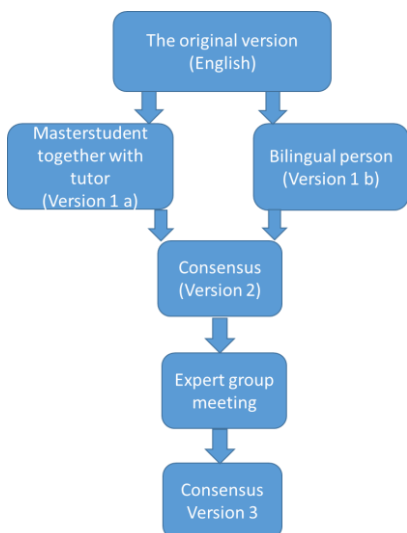 The original version
(English)
Masterstudent
together with
tutor
(Version 1 a)
Bilingual person
(Version 1 b)
Consensus
(Version 2)
Expert group
meeting
Consensus
Version 3